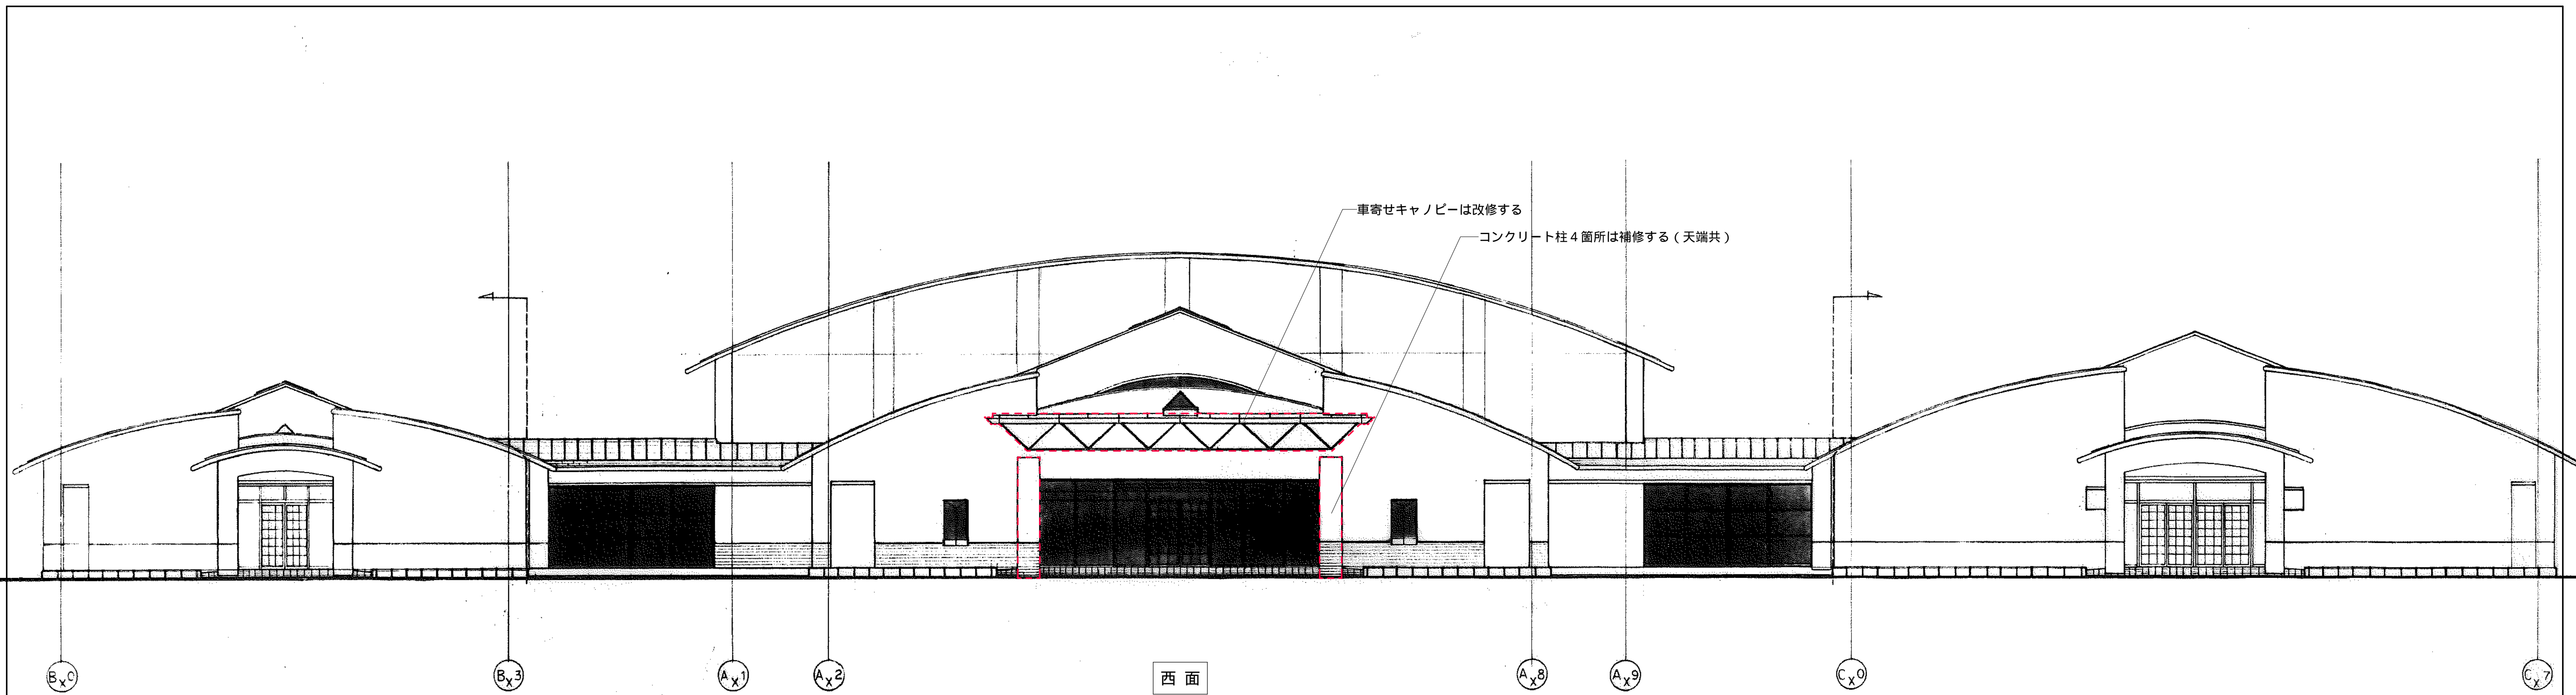 車寄せキャノピーは改修する
コンクリート柱４箇所は補修する（天端共）
Bx0
Bx3
Ax1
Ax2
西面
Ax8
Ax9
Cx0
Cx7